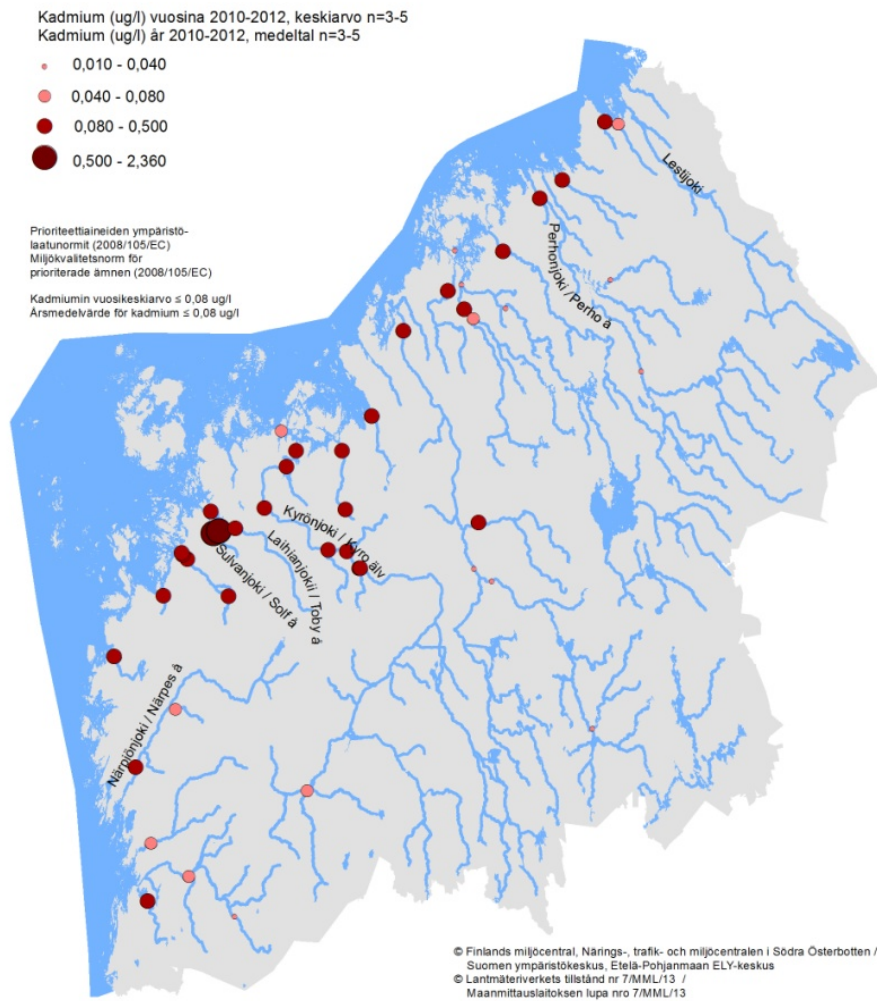 Kadmium (ug/l) vuosina 2010-2012, keskiarvo n=3-5
Kadmium (ug/l) år 2010-2012, medeltal n=3-5
0,010 - 0,040
0,040 - 0,080
0,080 - 0,500
0,500 - 2,360
Prioriteettiaineiden ympäristö-
laatunormit (2008/105/EC)
Miljökvalitetsnorm för
prioriterade ämnen (2008/105/EC)
Kadmiumin vuosikeskiarvo ≤ 0,08 ug/l
Årsmedelvärde för kadmium ≤ 0,08 ug/l
Lestijoki
Perhonjoki / Perho å
Kyrönjoki / Kyro älv
Laihianjokii / Toby å
Sulvanjoki / Solf å
Närpiönjoki / Närpes å
© Finlands miljöcentral, Närings-, trafik- och miljöcentralen i Södra Österbotten /
Suomen ympäristökeskus, Etelä-Pohjanmaan ELY-keskus
© Lantmäteriverkets tillstånd nr 7/MML/13 /
Maanmittauslaitoksen lupa nro 7/MML/13